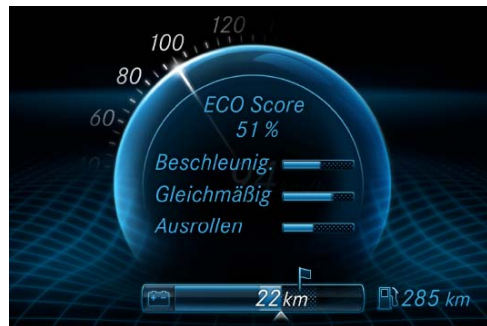 120
100
80
60
ECO Score
51 %
Beschleunig.
Gleichmäßig
Ausrollen
22 km
285 km